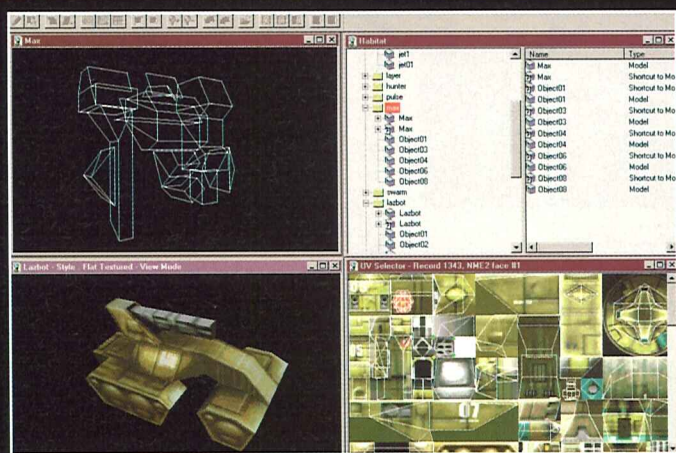 Max
Habitat
jet1
jet01
layer
hunter
pulse
max
Max
Max
Object01
Object03
Object04
Object06
Object08
swarm
lazbot
Lazbot
Lazbot
Object01
Object02
Name Type
Max Model
Max Shortcut to Mo
Object01 Shortcut to Mo
Object01 Model
Object03 Shortcut to Mo
Object03 Model
Object04 Shortcut to Mo
Object04 Model
Object06 Shortcut to Mo
Object06 Model
Object08 Shortcut to Mo
Object08 Model
Lazbot - Style : Flat Textured - View Mode
UV Selector - Record 1343, NME2 face #1
07